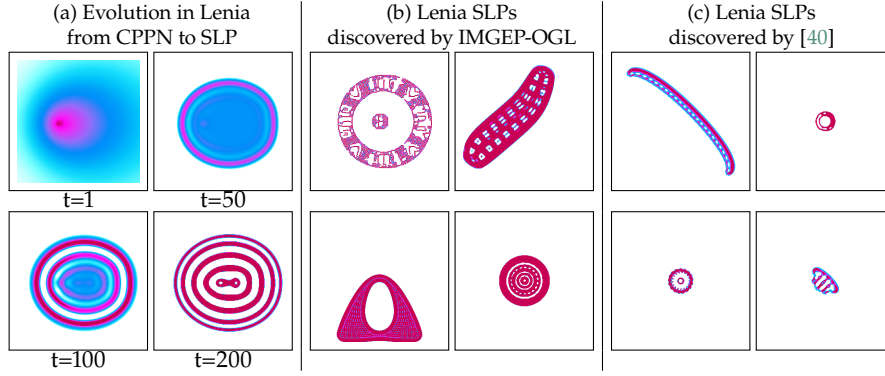 (a) Evolution in Lenia
from CPPN to SLP
t=1
t=50
t=100
t=200
(b) Lenia SLPs
discovered by IMGEP-OGL
(c) Lenia SLPs
discovered by [40]